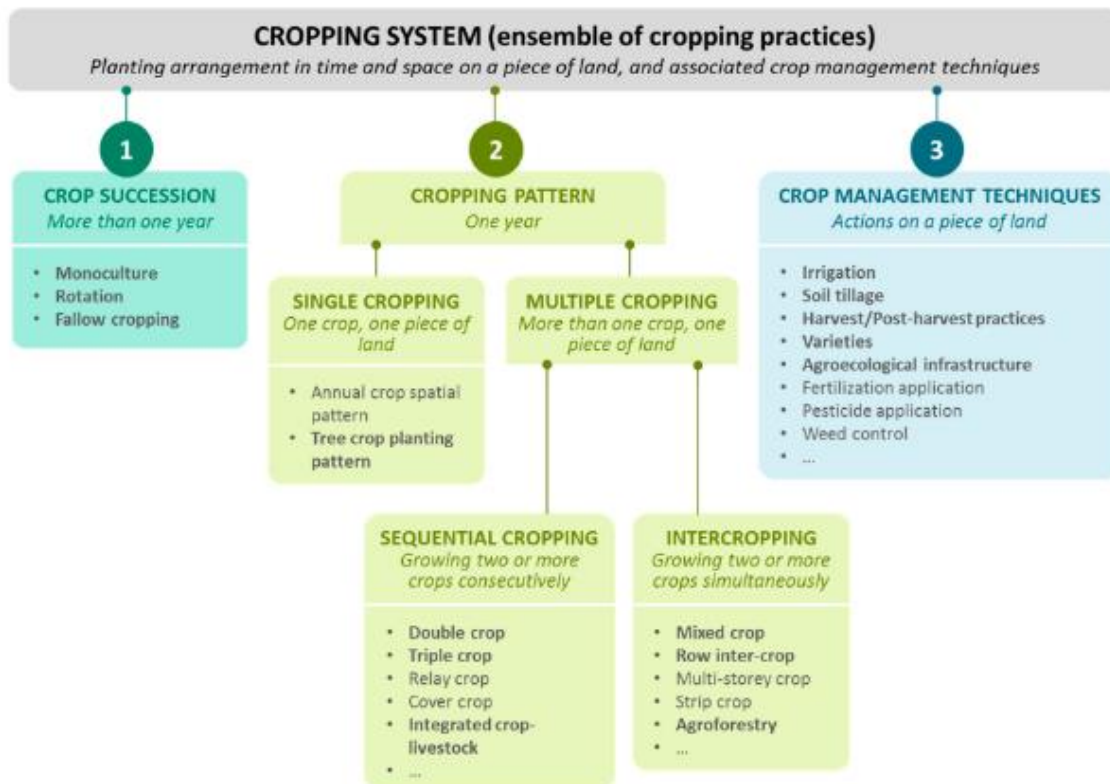 CROPPING SYSTEM (ensemble of cropping practices)
Planting arrangement in time and space on a piece of land, and associated crop management techniques
1
CROP SUCCESSION
More than one year
• Monoculture
• Rotation
• Fallow cropping
2
CROPPING PATTERN
One year
SINGLE CROPPING
One crop, one piece of
land
• Annual crop spatial
pattern
• Tree crop planting
pattern
MULTIPLE CROPPING
More than one crop, one
piece of land
SEQUENTIAL CROPPING
Growing two or more
crops consecutively
• Double crop
• Triple crop
• Relay crop
• Cover crop
• Integrated crop-
livestock
• ...
INTERCROPPING
Growing two or more
crops simultaneously
• Mixed crop
• Row inter-crop
• Multi-storey crop
• Strip crop
• Agroforestry
• ...
3
CROP MANAGEMENT TECHNIQUES
Actions on a piece of land
• Irrigation
• Soil tillage
• Harvest/Post-harvest practices
• Varieties
• Agroecological infrastructure
• Fertilization application
• Pesticide application
• Weed control
• ...